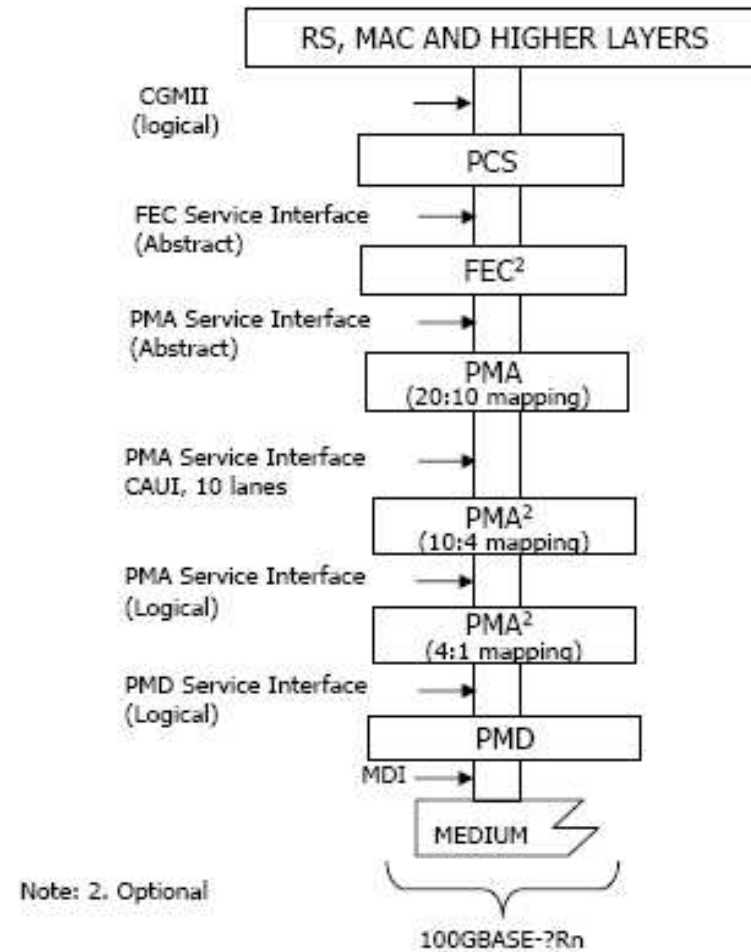 RS, MAC AND HIGHER LAYERS
CGMII
(logical)
PCS
FEC Service Interface
(Abstract)
FEC²
PMA Service Interface
(Abstract)
PMA
(20:10 mapping)
PMA Service Interface
CAUI, 10 lanes
PMA²
(10:4 mapping)
PMA Service Interface
(Logical)
PMA²
(4:1 mapping)
PMD Service Interface
(Logical)
PMD
MDI
MEDIUM
Note: 2. Optional
100GBASE-?Rn